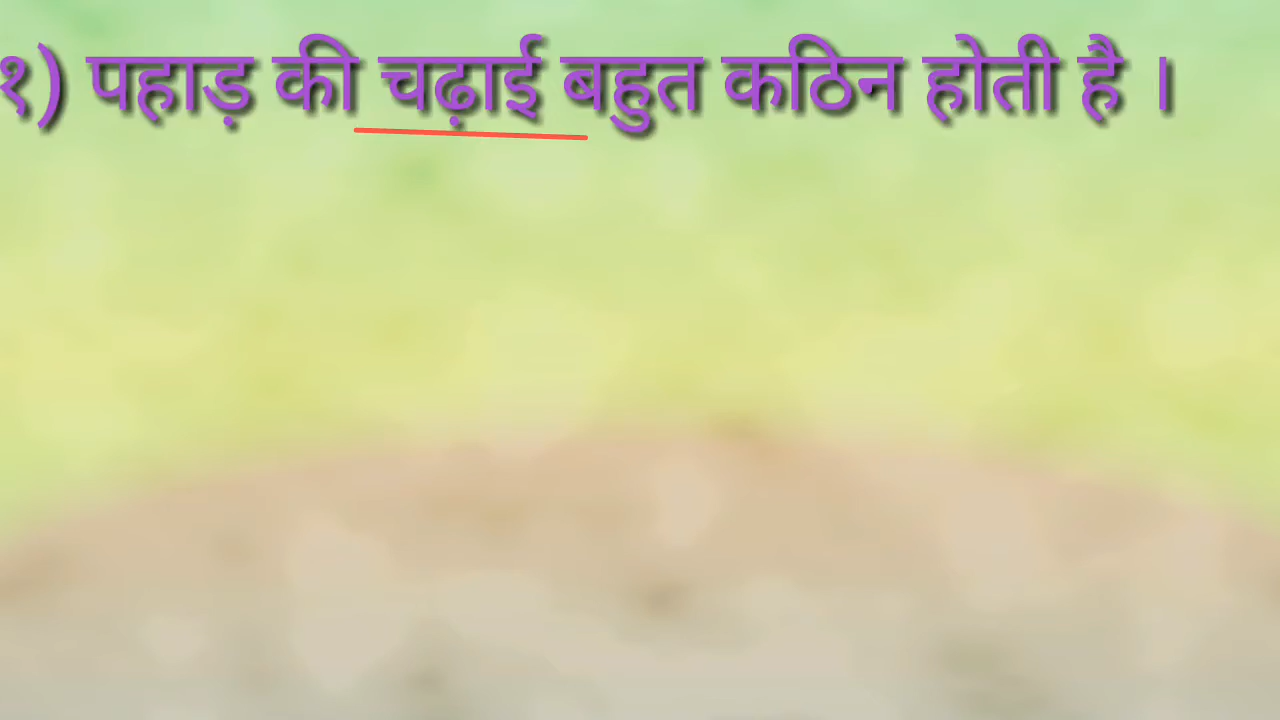 १) पहाड़ की चढ़ाई बहुत कठिन होती है ।